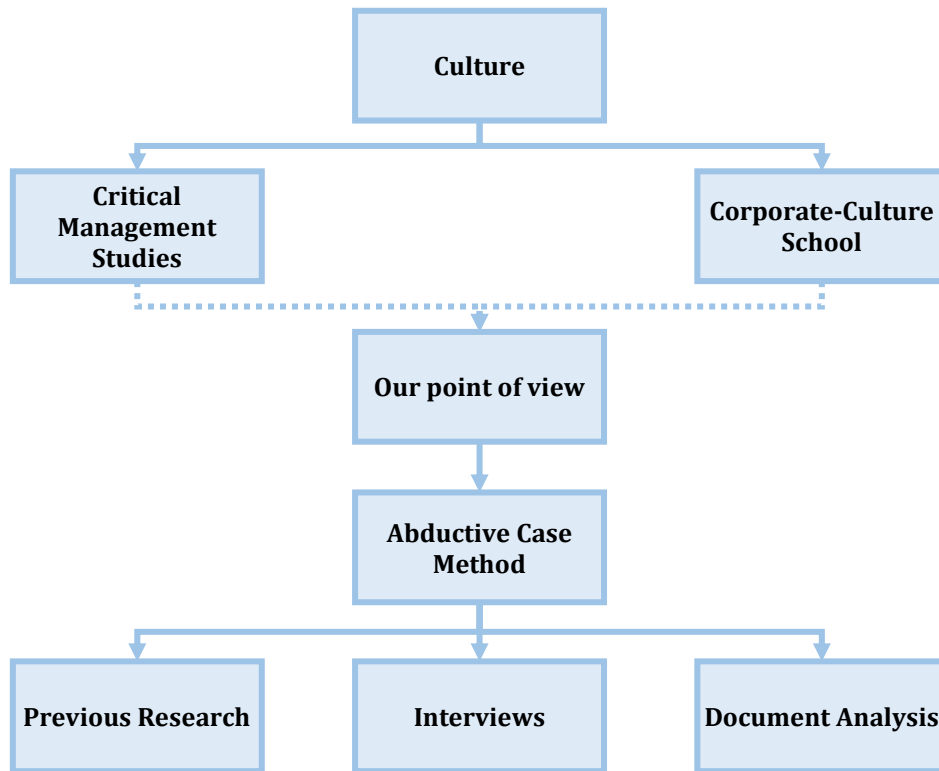 Culture
Critical
Management
Studies
Corporate-Culture
School
Our point of view
Abductive Case
Method
Previous Research
Interviews
Document Analysis